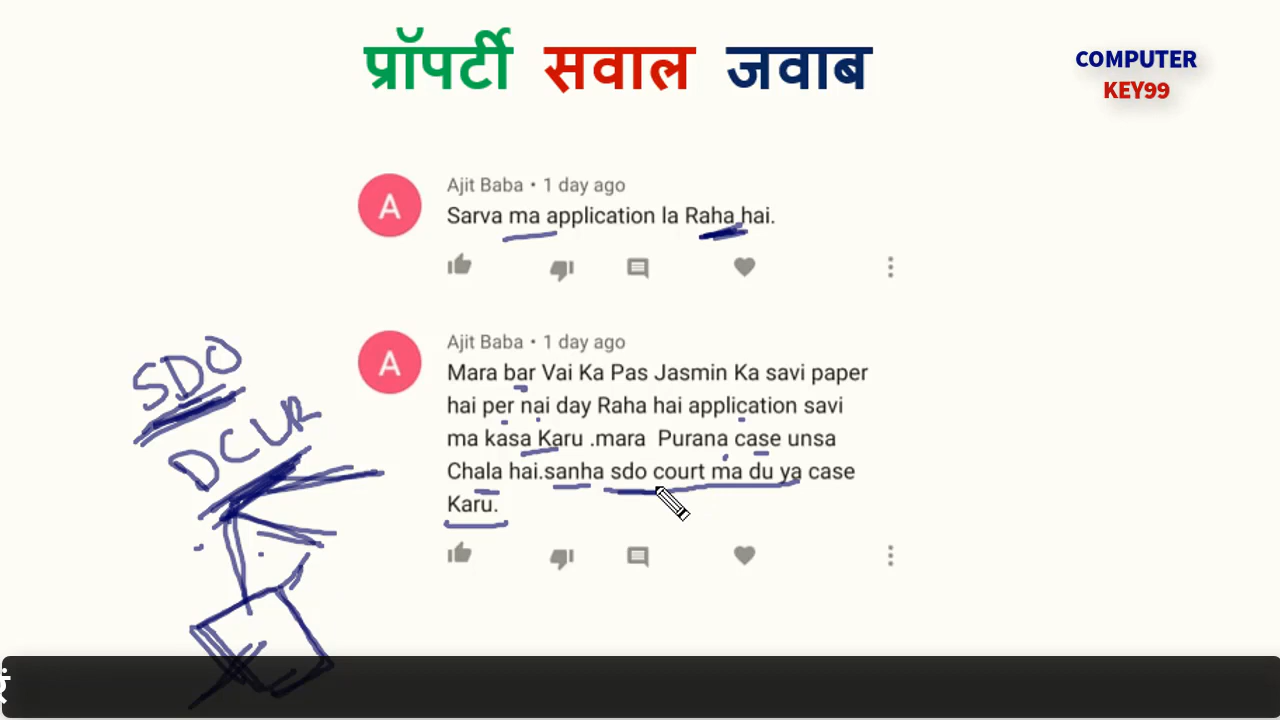 प्रॉपर्टी सवाल जवाब
COMPUTER
KEY99
A
Ajit Baba • 1 day ago
Sarva ma application la Raha hai.
A
Ajit Baba • 1 day ago
Mara bar Vai Ka Pas Jasmin Ka savi paper
hai per nai day Raha hai application savi
ma kasa Karu .mara Purana case unsa
Chala hai.sanha sdo court ma du ya case
Karu.
SDO
DCLR